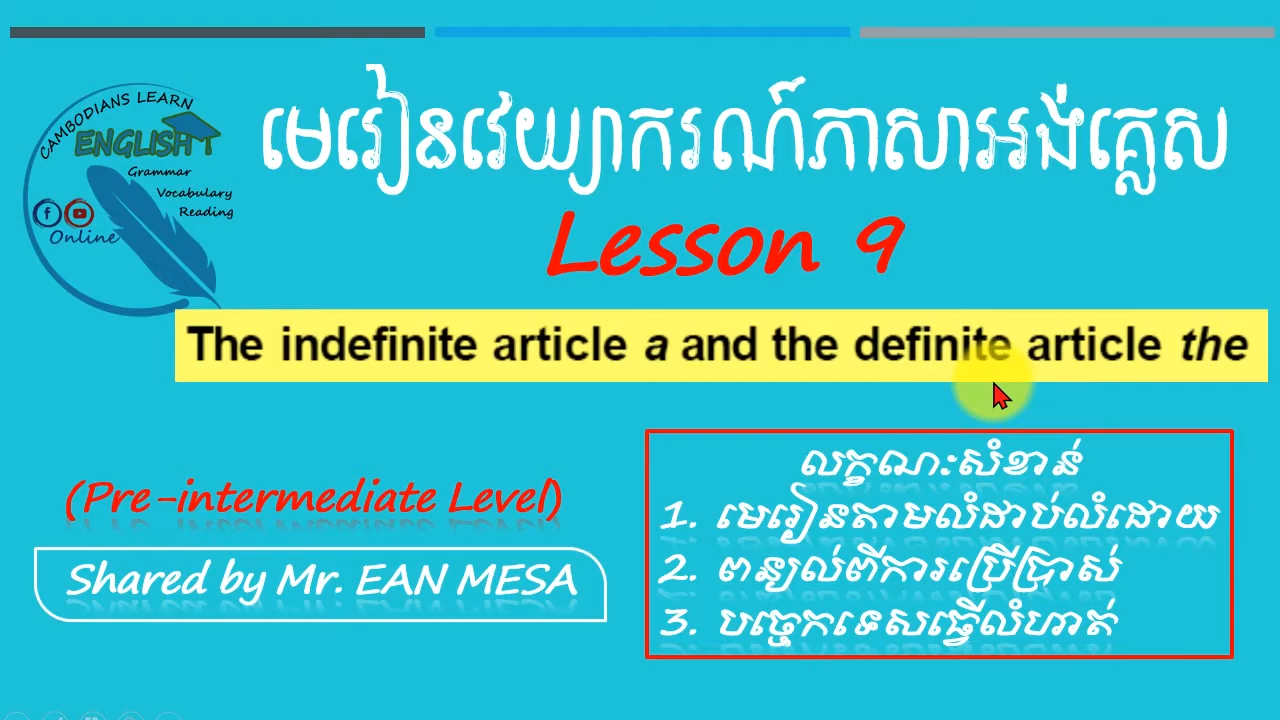 CAMBODIANS LEARN
ENGLISH
Grammar
Vocabulary
Reading
Online
មេរៀនវេយ្យាករណ៍ភាសាអង់គ្លេស
Lesson 9
The indefinite article a and the definite article the
(Pre-intermediate Level)
Shared by Mr. EAN MESA
លក្ខណៈសំខាន់
1. មេរៀនតាមលំដាប់លំដោយ
2. ពន្យល់ពីការប្រើប្រាស់
3. បច្ចេកទេសធ្វើលំហាត់